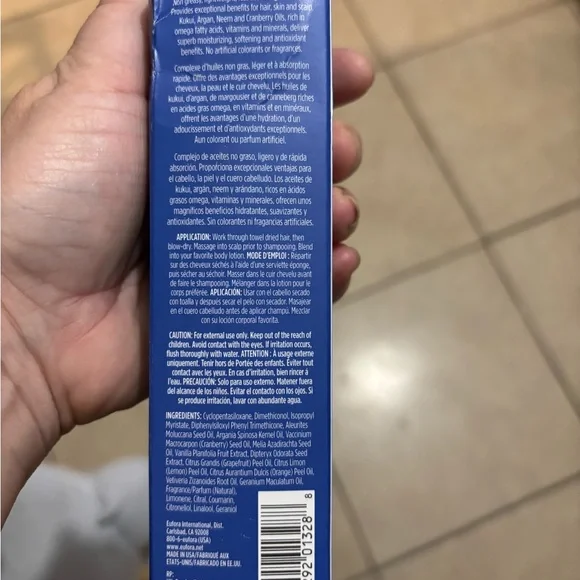 Non greasy, lightweight
Provides exceptional benefits for hair, skin and scalp.
Kukui, Argan, Neem and Cranberry Oils, rich in
omega fatty acids, vitamins and minerals, deliver
superb moisturizing, softening and antioxidant
benefits. No artificial colorants or fragrances.
Complexe d'huiles non gras, léger et à absorption
rapide. Offre des avantages exceptionnels pour les
cheveux, la peau et le cuir chevelu. Les huiles de
kukui, d'argan, de margousier et de canneberg riches
en acides gras omega, en vitamins et en minéraux,
offrent les avantages d'une hydration, d'un
adoucissement et d'antioxydants exceptionnels.
Aun colorant ou parfum artificiel.
Complejo de aceites no graso, ligero y de rápida
absorción. Propofciona excepcionales ventajas para
el cabello, la piel y el cuero cabelludo. Los aceites de
kukui, argán, neem y arándano, ricos en ácidos
grasos omega, vitaminas y minerales, ofrecen unos
magníficos beneficios hidratantes, suavizantes y
antioxidantes. Sin colorantes ni fragancias artificiales.
APPLICATION: Work through towel dried hair, then
blow-dry. Massage into scalp prior to shampooing. Blend
into your favorite body lotion. MODE D'EMPLOI : Répartir
sur des cheveux séchés à l'aide d'une serviette éponge,
puis sécher au séchoir. Masser dans le cuir chevelu avant
de faire le shampooing. Mélanger dans la lotion pour le
corps préférée. APLICACIÓN: Usar con el cabello secado
con toalla y después secar el pelo con secador. Masajear
en el cuero cabelludo antes de aplicar champú. Mezclar
con su loción corporal favorita.
CAUTION: For external use only. Keep out of the reach of
children. Avoid contact with the eyes. If irritation occurs,
flush thoroughly with water. ATTENTION : À usage externe
uniquement. Tenir hors de Portée des enfants. Éviter tout
contact avec les yeux. En cas d'irritation, bien rincer à
l'eau. PRECAUCIÓN: Solo para uso externo. Matener fuera
del alcance de los niños. Evitar el contacto con los ojos. Si
se produce irritación, lavar con abundante agua.
INGREDIENTS: Cyclopentasiloxane, Dimethiconol, Isopropyl
Myristate, Diphenylsiloxyl Phenyl Trimethicone, Aleurites
Moluccana Seed Oil, Argania Spinosa Kernel Oil, Vaccinium
Macrocarpon (Cranberry) Seed Oil, Melia Azadirachta Seed
Oil, Vanilla Planifolia Fruit Extract, Dipteryx Odorata Seed
Extract, Citrus Grandis (Grapefruit) Peel Oil, Citrus Limon
(Lemon) Peel Oil, Citrus Aurantium Dulcis (Orange) Peel Oil,
Vetiveria Zizanoides Root Oil, Geranium Maculatum Oil,
Fragrance/Parfum (Natural),
Limonene, Citral, Coumarin,
Citronellol, Linalool, Geraniol
Eufora International, Dist.
Carlsbad, CA 92008
800-6-eufora (USA)
www.eufora.net
MADE IN USA/FABRIQUÉ AUX
ETATS-UNIS/FABRICADO EN EE.UU.
RP:
92 01328 8